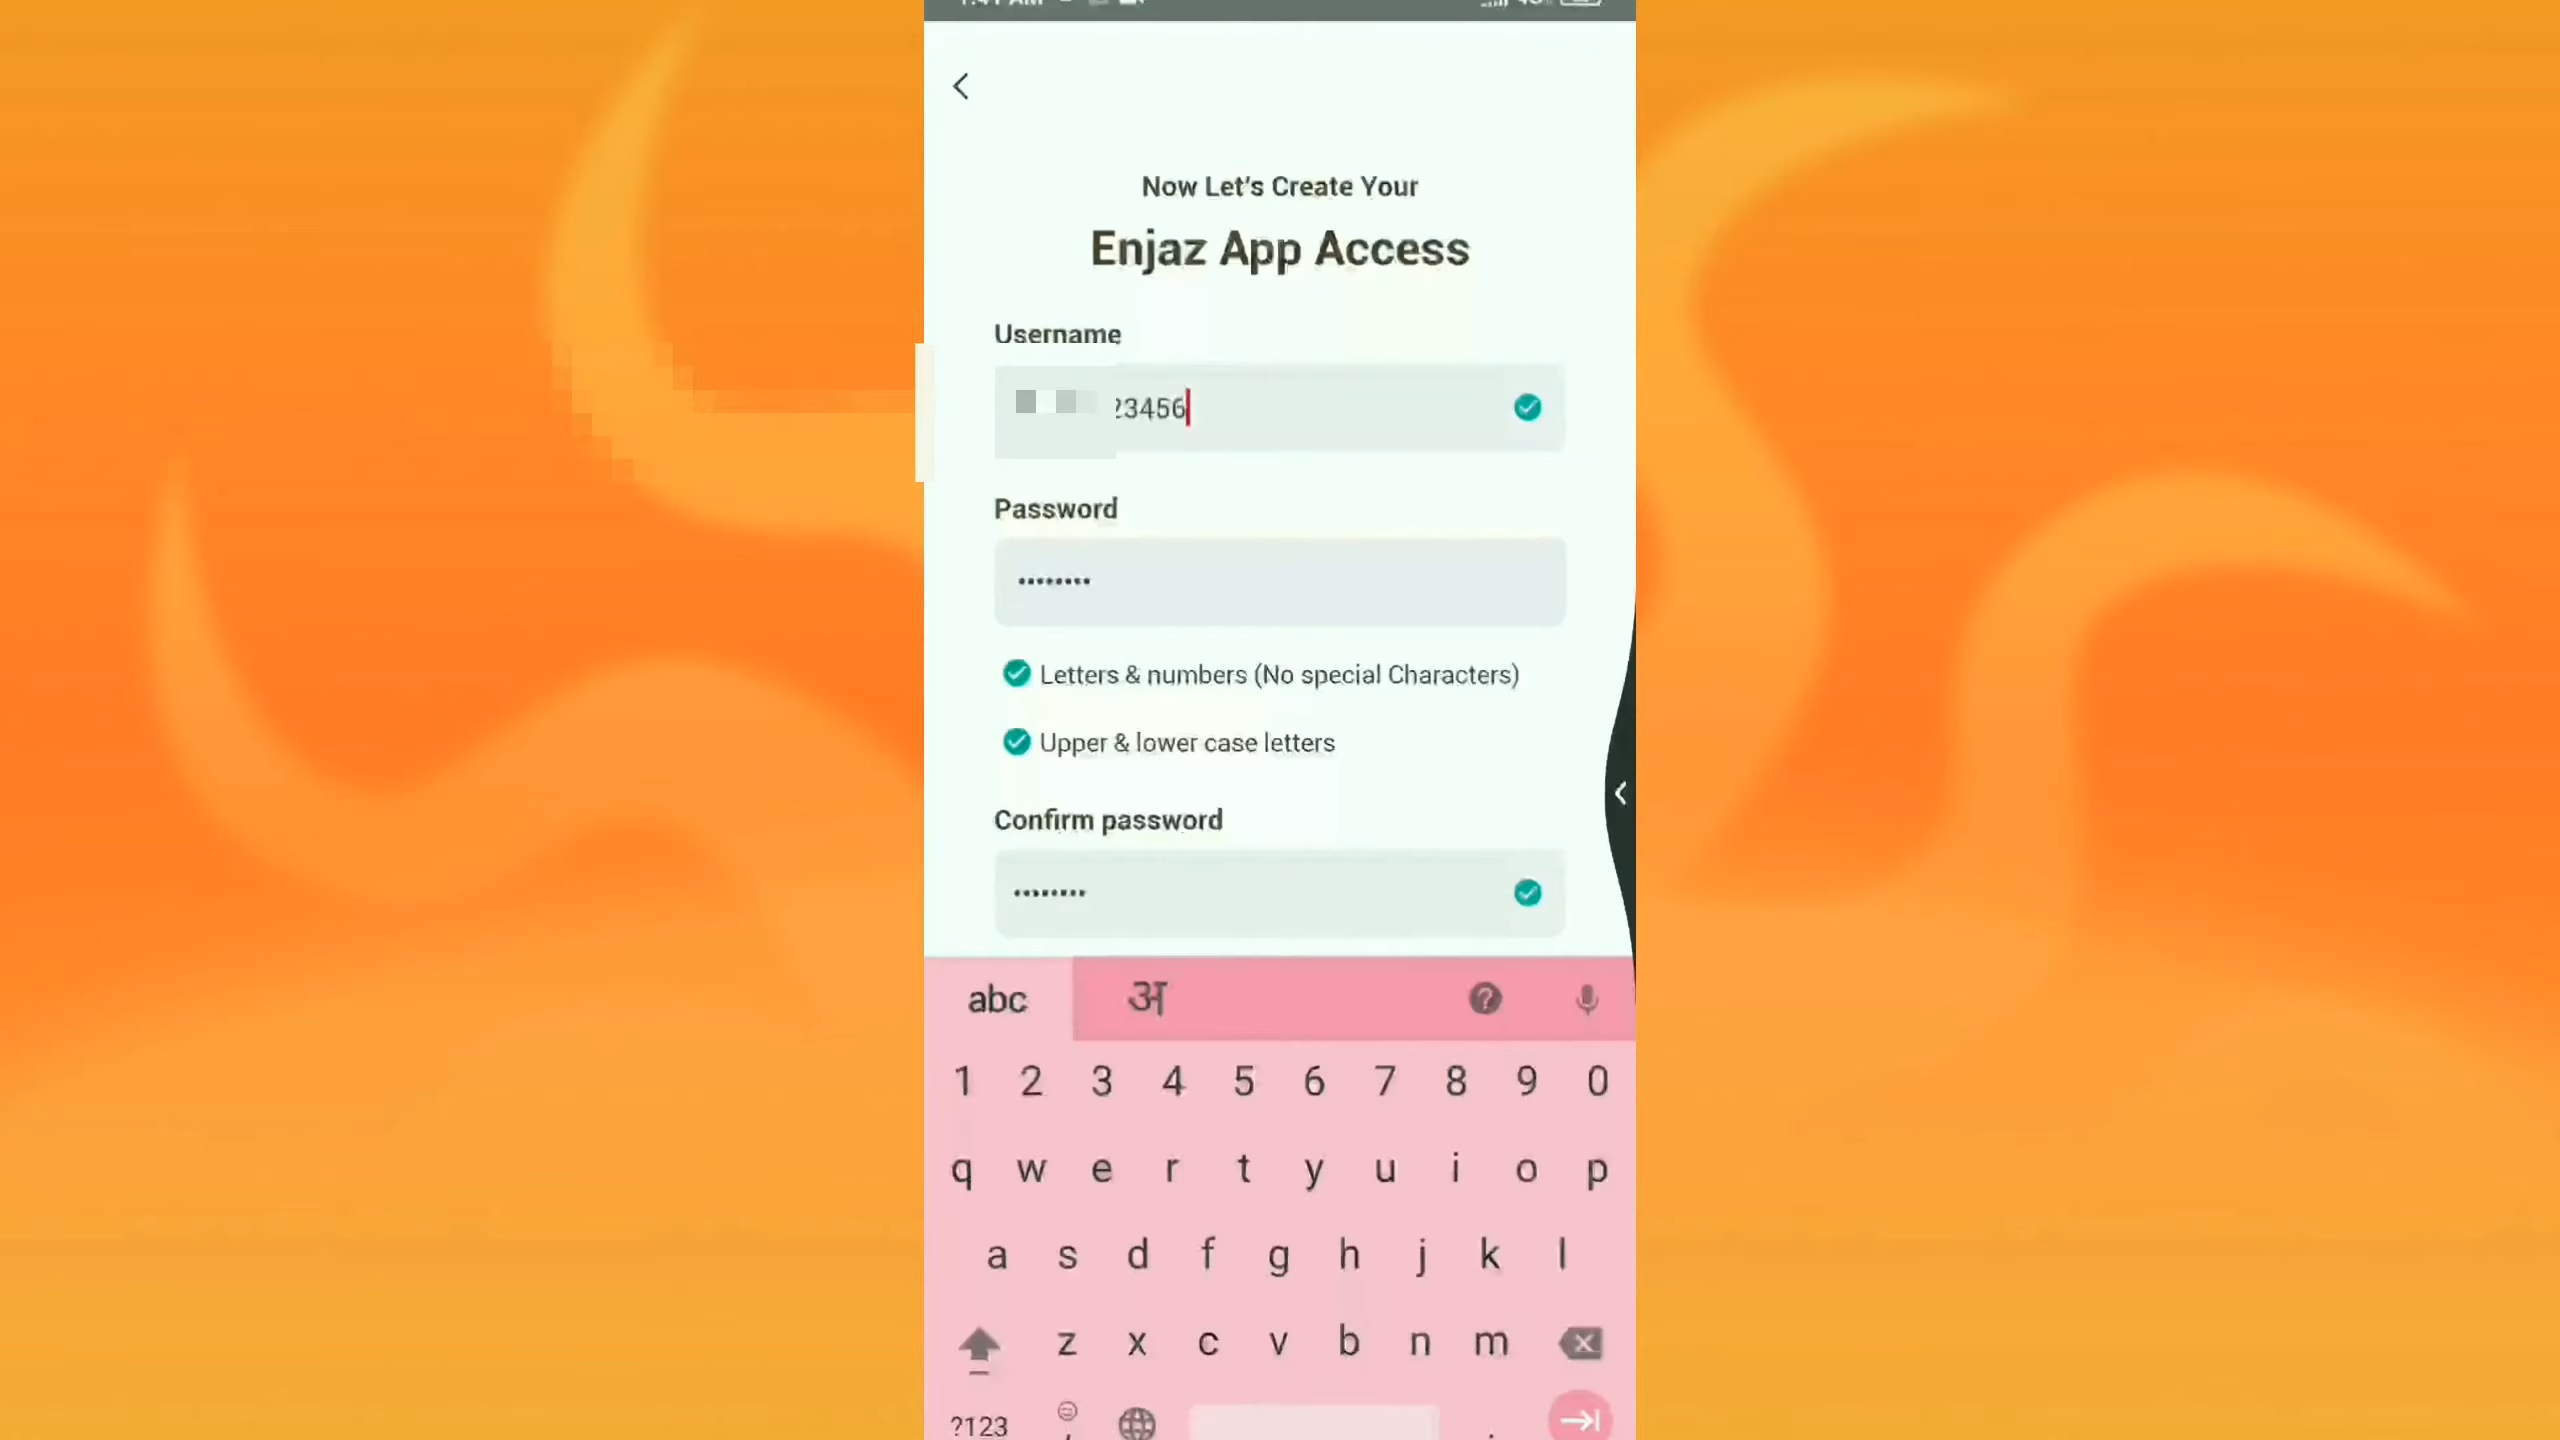 Now Let's Create Your
Enjaz App Access
Username
23456
Password
••••••••
Letters & numbers (No special Characters)
Upper & lower case letters
Confirm password
••••••••
abc अ
1 2 3 4 5 6 7 8 9 0
q w e r t y u i o p
a s d f g h j k l
z x c v b n m
?123